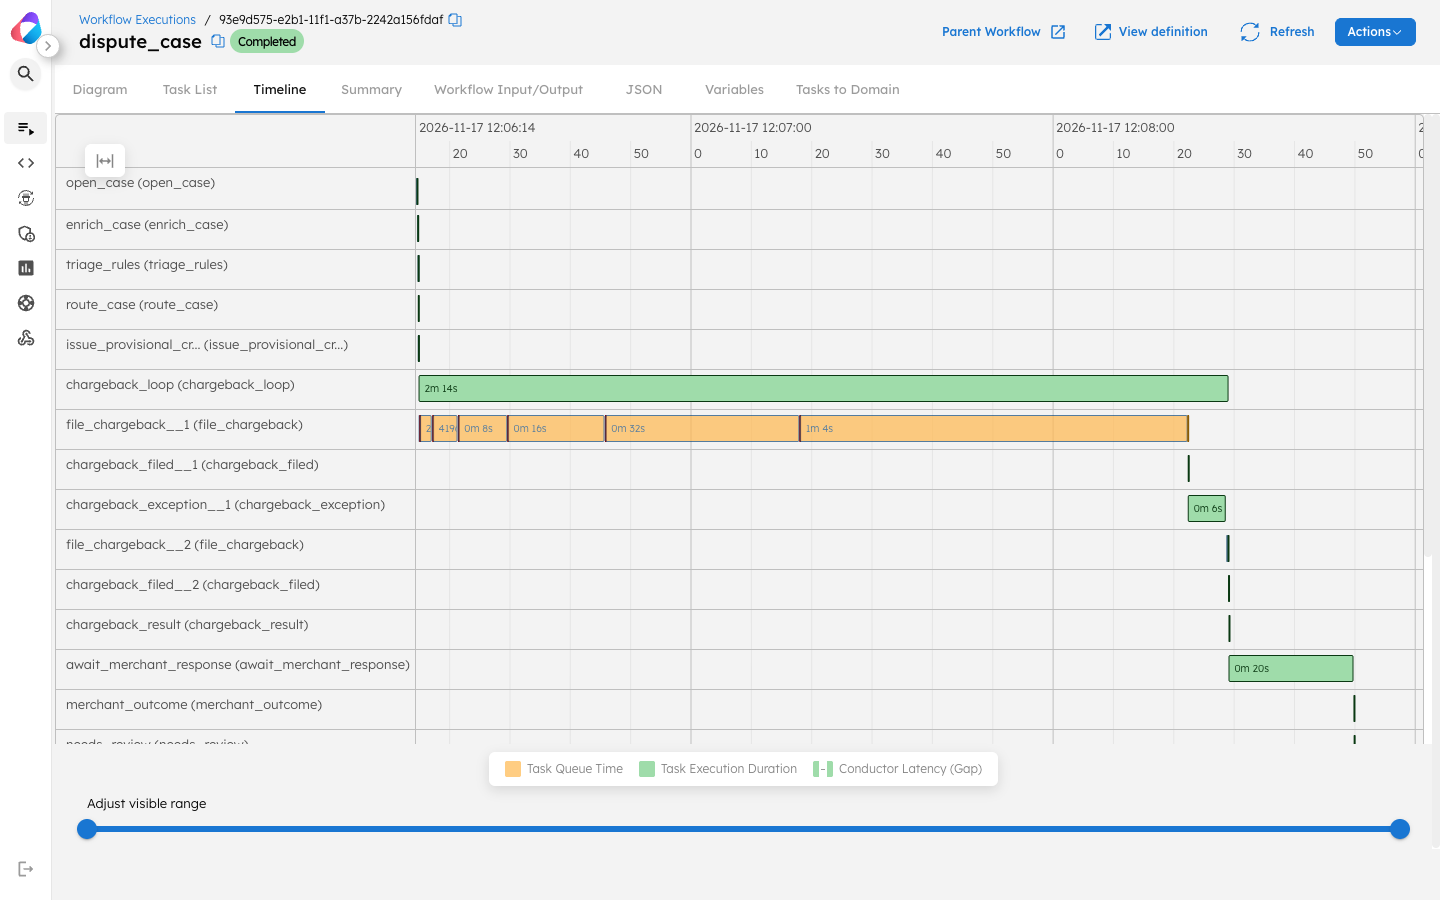 Workflow Executions / 93e9d575-e2b1-11f1-a37b-2242a156fdaf
dispute_case Completed
Parent Workflow
View definition
Refresh
Actions
Diagram Task List Timeline Summary Workflow Input/Output JSON Variables Tasks to Domain
2026-11-17 12:06:14 2026-11-17 12:07:00 2026-11-17 12:08:00
20 30 40 50 0 10 20 30 40 50 0 10 20 30 40 50
open_case (open_case)
enrich_case (enrich_case)
triage_rules (triage_rules)
route_case (route_case)
issue_provisional_cr... (issue_provisional_cr...)
chargeback_loop (chargeback_loop) 2m 14s
file_chargeback__1 (file_chargeback) 2 419 0m 8s 0m 16s 0m 32s 1m 4s
chargeback_filed__1 (chargeback_filed)
chargeback_exception__1 (chargeback_exception) 0m 6s
file_chargeback__2 (file_chargeback)
chargeback_filed__2 (chargeback_filed)
chargeback_result (chargeback_result)
await_merchant_response (await_merchant_response) 0m 20s
merchant_outcome (merchant_outcome)
needs_review (needs_review)
Task Queue Time Task Execution Duration Conductor Latency (Gap)
Adjust visible range